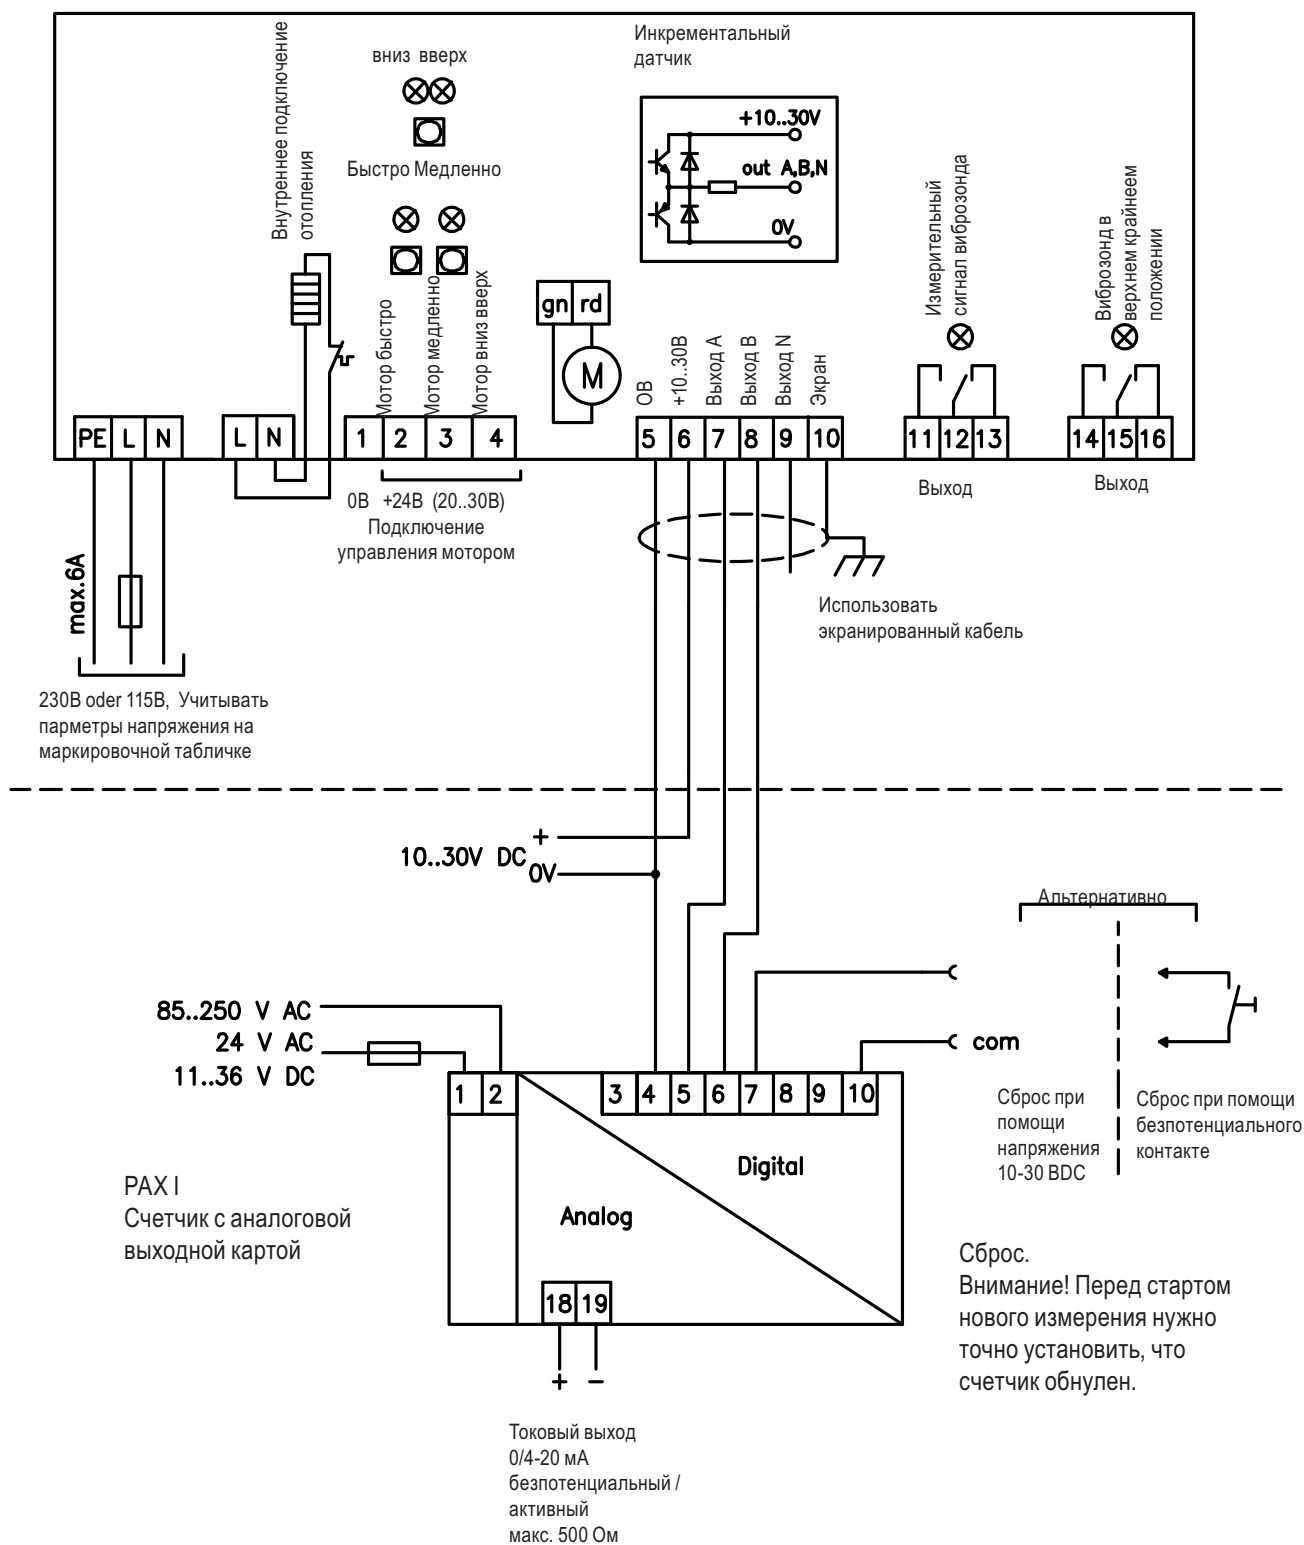 Внутреннее подключение
отопления
вниз вверх
Быстро Медленно
Инкрементальный
датчик
+10..30V
out A,B,N
0V
Измерительный
сигнал виброзонда
Виброзонд в
верхнем крайнеем
положении
Мотор быстро
Мотор медленно
Мотор вниз вверх
gn rd
M
0В
+10..30В
Выход A
Выход B
Выход N
Экран
PE L N
L N
1 2 3 4
5 6 7 8 9 10
11 12 13
14 15 16
0В +24В (20..30В)
Подключение
управления мотором
Выход
Выход
max.6A
Использовать
экранированный кабель
230В oder 115В, Учитывать
парметры напряжения на
маркировочной табличке
+
10..30V DC
0V
Альтернативно
85..250 V AC
24 V AC
11..36 V DC
com
1 2
3 4 5 6 7 8 9 10
Сброс при
помощи
напряжения
10-30 ВDC
Сброс при помощи
безпотенциального
контакте
Digital
Analog
PAX I
Счетчик с аналоговой
выходной картой
18 19
+ −
Сброс.
Внимание! Перед стартом
нового измерения нужно
точно установить, что
счетчик обнулен.
Токовый выход
0/4-20 мА
безпотенциальный /
активный
макс. 500 Ом